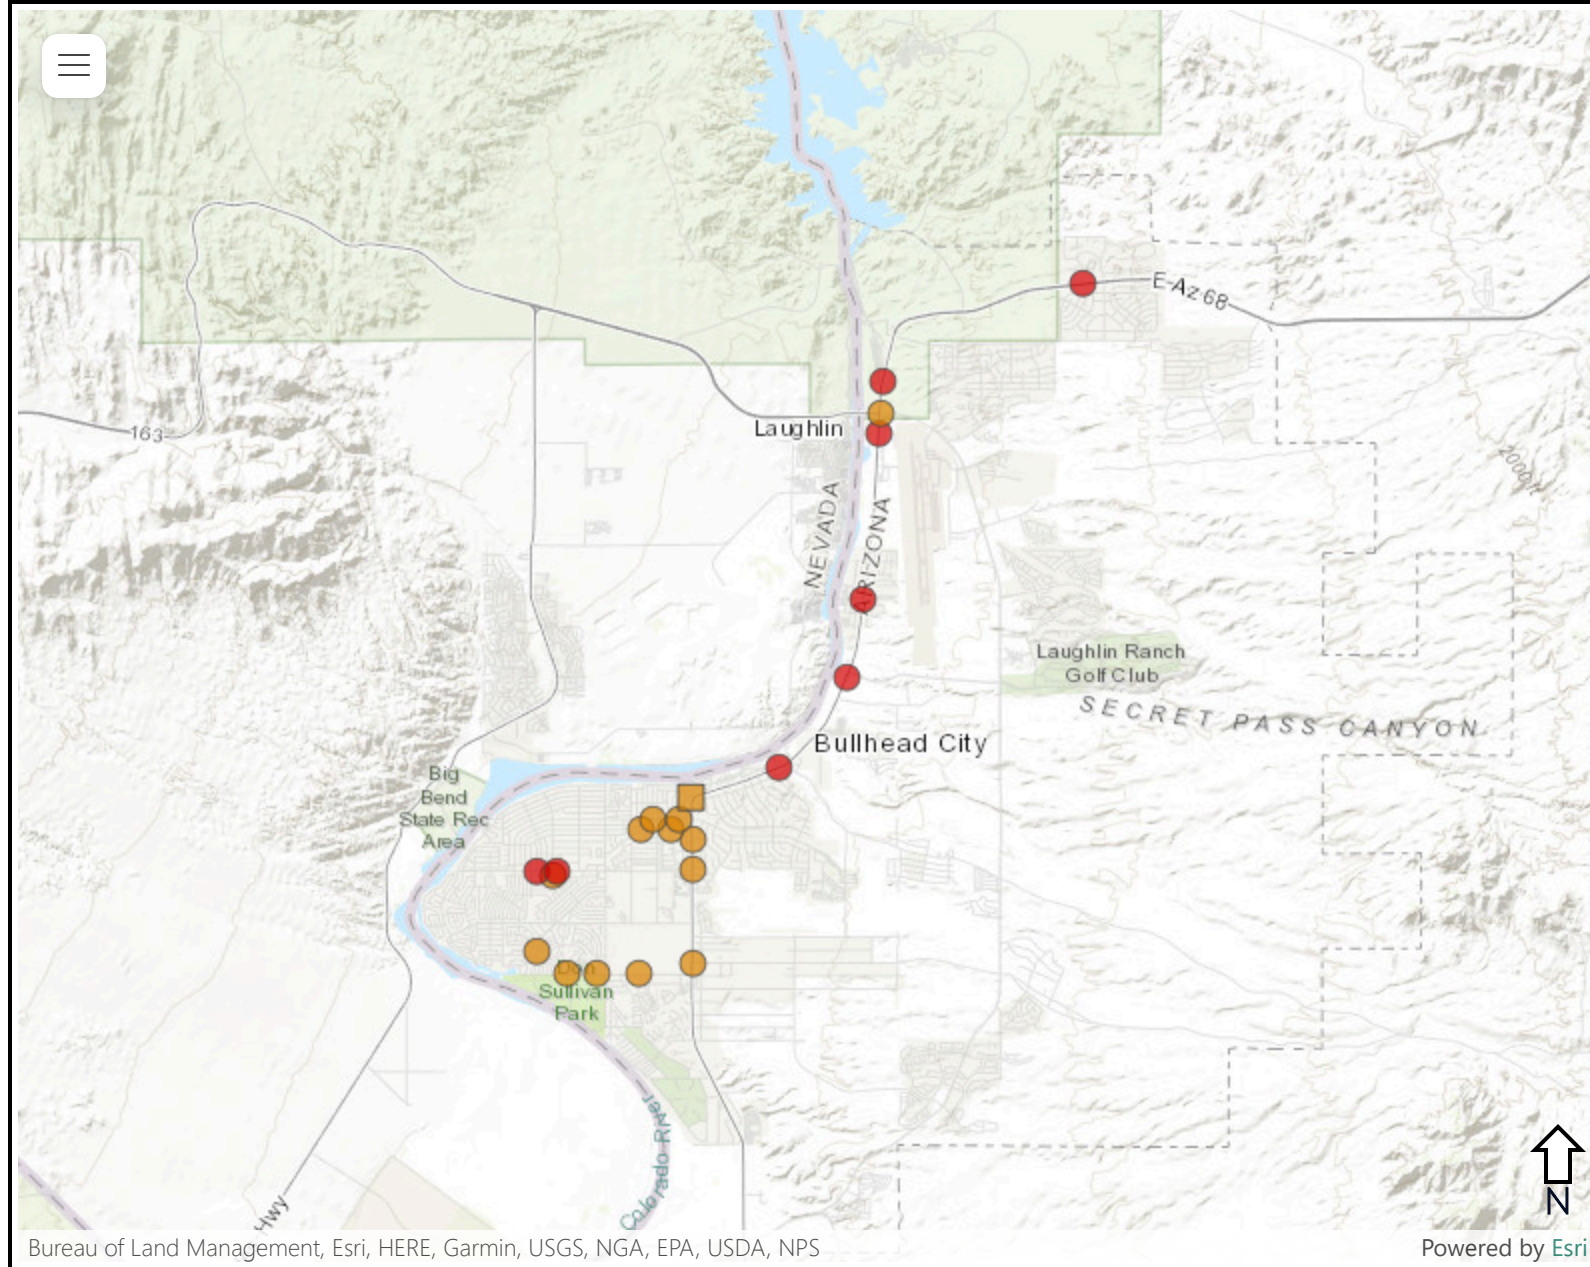 E-Az 68
Laughlin
163
2000 ft
NEVADA
ARIZONA
Laughlin Ranch
Golf Club
SECRET PASS CANYON
Bullhead City
Big
Bend
State Rec
Area
Don
Sullivan
Park
Colorado River
Hwy
N
Bureau of Land Management, Esri, HERE, Garmin, USGS, NGA, EPA, USDA, NPS
Powered by Esri